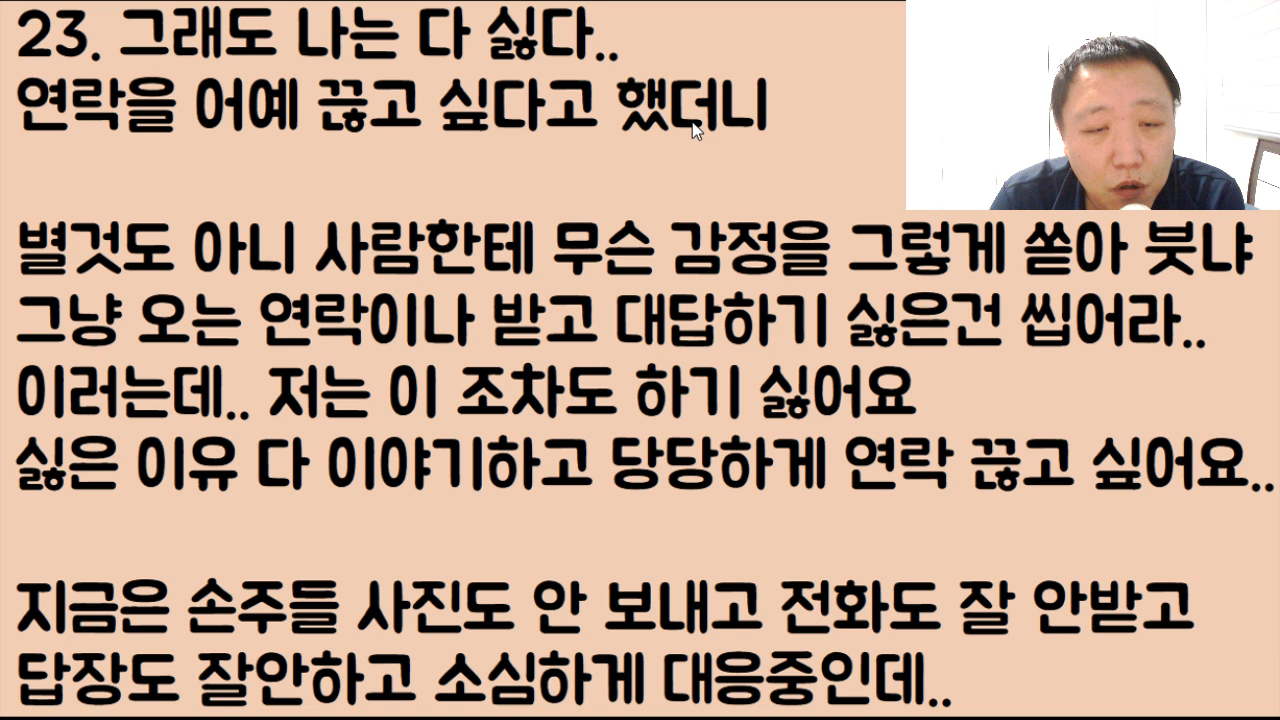 23. 그래도 나는 다 싫다..
연락을 어예 끊고 싶다고 했더니
별것도 아니 사람한테 무슨 감정을 그렇게 쏟아 붓냐
그냥 오는 연락이나 받고 대답하기 싫은건 씹어라..
이러는데.. 저는 이 조차도 하기 싫어요
싫은 이유 다 이야기하고 당당하게 연락 끊고 싶어요..
지금은 손주들 사진도 안 보내고 전화도 잘 안받고
답장도 잘안하고 소심하게 대응중인데..